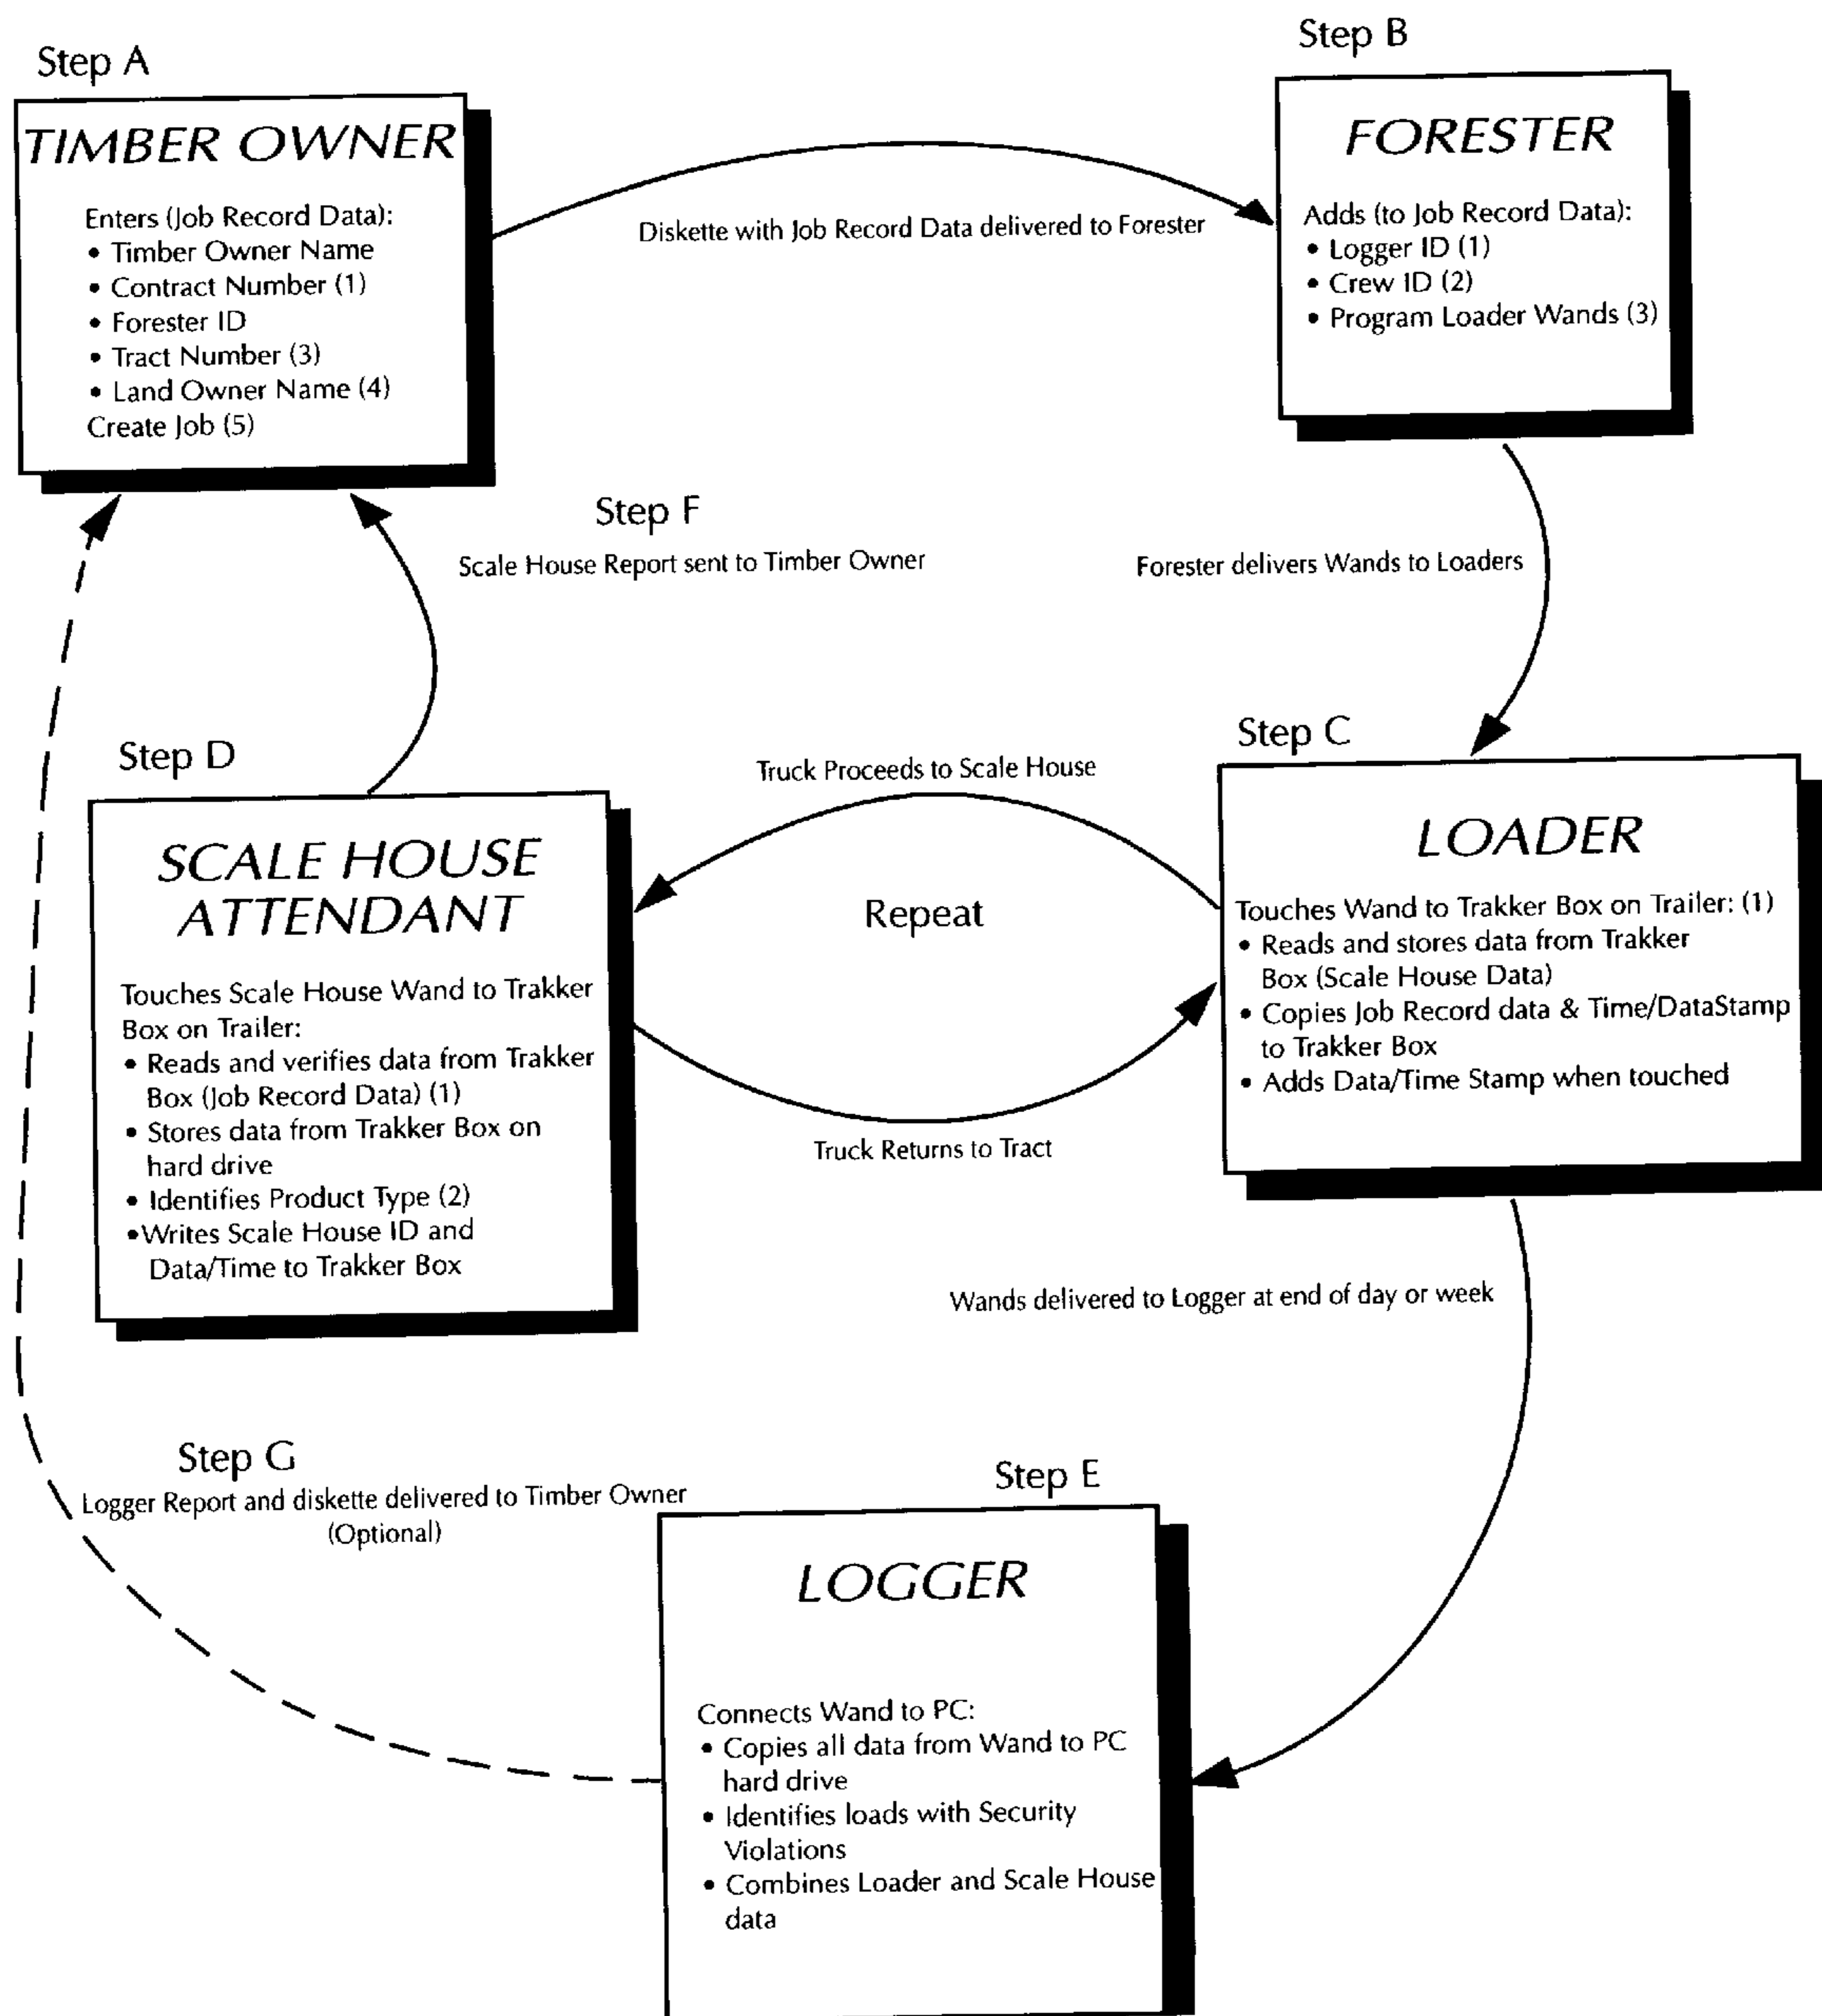 Step A
TIMBER OWNER
Enters (Job Record Data):
• Timber Owner Name
• Contract Number (1)
• Forester ID
• Tract Number (3)
• Land Owner Name (4)
Create Job (5)
Diskette with Job Record Data delivered to Forester
Step B
FORESTER
Adds (to Job Record Data):
• Logger ID (1)
• Crew ID (2)
• Program Loader Wands (3)
Step F
Scale House Report sent to Timber Owner
Forester delivers Wands to Loaders
Step D
SCALE HOUSE
ATTENDANT
Touches Scale House Wand to Trakker
Box on Trailer:
• Reads and verifies data from Trakker
Box (Job Record Data) (1)
• Stores data from Trakker Box on
hard drive
• Identifies Product Type (2)
•Writes Scale House ID and
Data/Time to Trakker Box
Truck Proceeds to Scale House
Repeat
Truck Returns to Tract
Step C
LOADER
Touches Wand to Trakker Box on Trailer: (1)
• Reads and stores data from Trakker
Box (Scale House Data)
• Copies Job Record data & Time/DataStamp
to Trakker Box
• Adds Data/Time Stamp when touched
Wands delivered to Logger at end of day or week
Step G
Logger Report and diskette delivered to Timber Owner
(Optional)
Step E
LOGGER
Connects Wand to PC:
• Copies all data from Wand to PC
hard drive
• Identifies loads with Security
Violations
• Combines Loader and Scale House
data